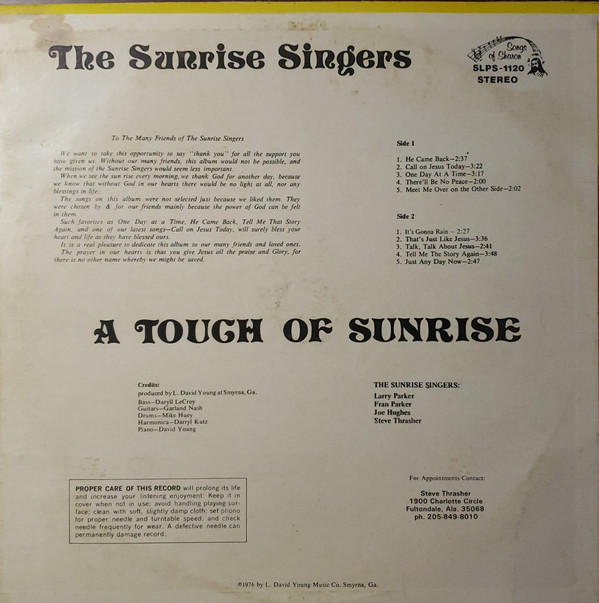 The Sunrise Singers
Songs
of Sharon
SLPS-1120
STEREO
To The Many Friends of The Sunrise Singers
We want to take this opportunity to say "thank you" for all the support you
have given us. Without our many friends, this album would not be possible, and
the mission of the Sunrise Singers would seem less important.
When we see the sun rise every morning, we thank God for another day, because
we know that without God in our hearts there would be no light at all, nor any
blessings in life.
The songs on this album were not selected just because we liked them. They
were chosen by & for our friends mainly because the power of God can be felt
in them.
Such favorites as One Day at a Time, He Came Back, Tell Me That Story
Again, and one of our latest songs—Call on Jesus Today, will surely bless your
heart and life as they have blessed ours.
It is a real pleasure to dedicate this album to our many friends and loved ones.
The prayer in our hearts is that you give Jesus all the praise and Glory, for
there is no other name whereby we might be saved.
Side 1
1. He Came Back—2:37
2. Call on Jesus Today—3:22
3. One Day At A Time—3:17
4. There'll Be No Peace—2:00
5. Meet Me Over on the Other Side—2:02
Side 2
1. It's Gonna Rain – 2:27
2. That's Just Like Jesus—3:36
3. Talk, Talk About Jesus—2:41
4. Tell Me The Story Again—3:48
5. Just Any Day Now—2:47
A TOUCH OF SUNRISE
Credits:
produced by L. David Young at Smyrna, Ga.
Bass—Daryll LeCroy
Guitars—Garland Nash
Drums—Mike Huey
Harmonica—Darryl Kutz
Piano—David Young
THE SUNRISE SINGERS:
Larry Parker
Fran Parker
Joe Hughes
Steve Thrasher
PROPER CARE OF THIS RECORD will prolong its life
and increase your listening enjoyment: Keep it in
cover when not in use; avoid handling playing sur-
face; clean with soft, slightly damp cloth; set phono
for proper needle and turntable speed; and check
needle frequently for wear. A defective needle can
permanently damage record.
For Appointments Contact:
Steve Thrasher
1900 Charlotte Circle
Fultondale, Ala. 35068
ph. 205-849-8010
©1976 by L. David Young Music Co. Smyrna, Ga.